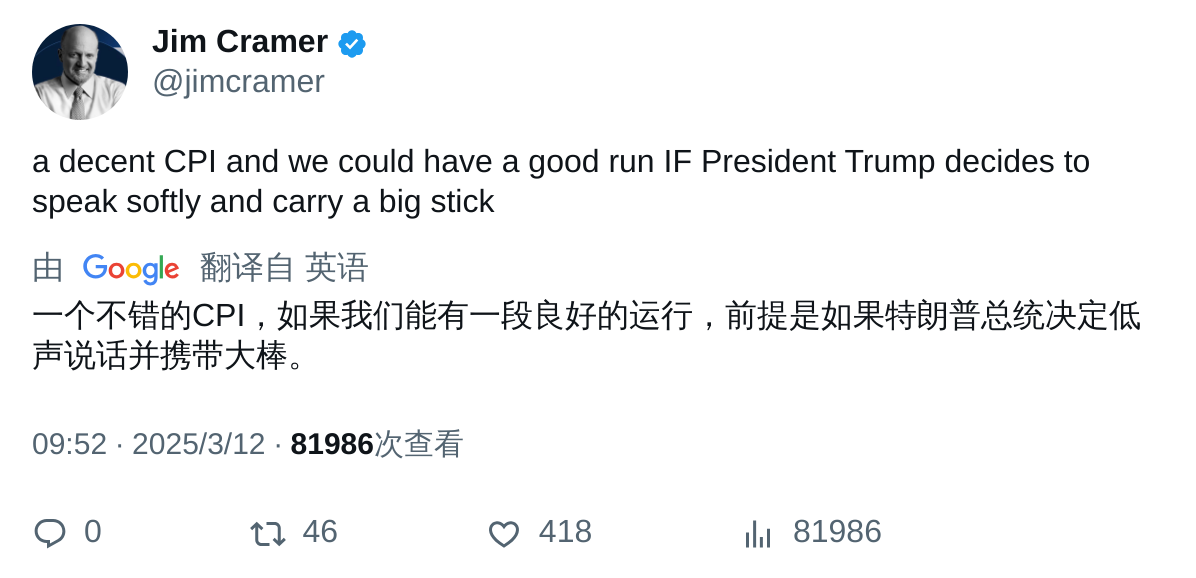 Jim Cramer
@jimcramer
a decent CPI and we could have a good run IF President Trump decides to
speak softly and carry a big stick
由 Google 翻译自 英语
一个不错的CPI，如果我们能有一段良好的运行，前提是如果特朗普总统决定低
声说话并携带大棒。
09:52 · 2025/3/12 · 81986次查看
0 46 418 81986